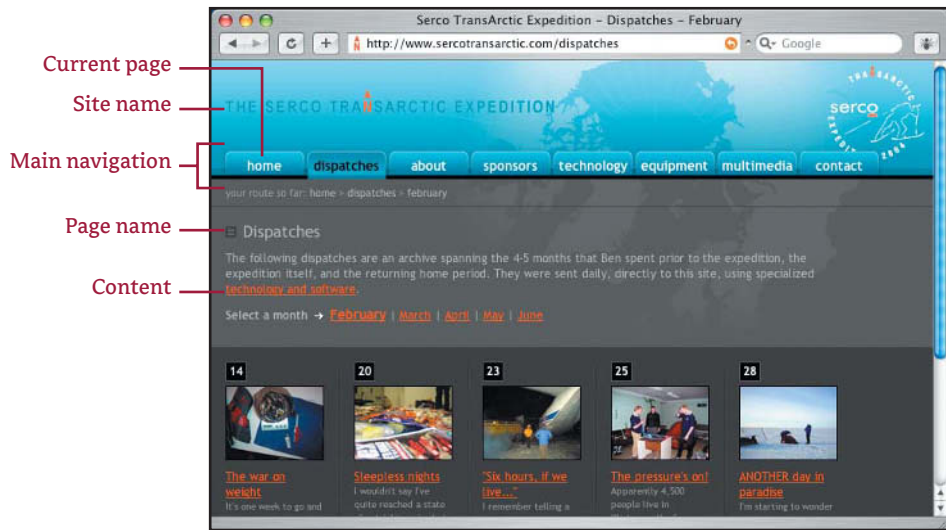 Serco TransArctic Expedition – Dispatches – February
http://www.sercotransarctic.com/dispatches
Google
Current page
Site name
Main navigation
Page name
Content
THE SERCO TRANSARCTIC EXPEDITION
TRANSARCTIC
serco
EXPEDITION 2004
home
dispatches
about
sponsors
technology
equipment
multimedia
contact
your route so far: home > dispatches > february
Dispatches
The following dispatches are an archive spanning the 4-5 months that Ben spent prior to the expedition, the
expedition itself, and the returning home period. They were sent daily, directly to this site, using specialized
technology and software.
Select a month → February | March | April | May | June
14
20
23
25
28
The war on
weight
It's one week to go and
Sleepless nights
I wouldn't say I've
quite reached a state
"Six hours, if we
live..."
I remember telling a
The pressure's on!
Apparently 4,500
people live in
ANOTHER day in
paradise
I'm starting to wonder